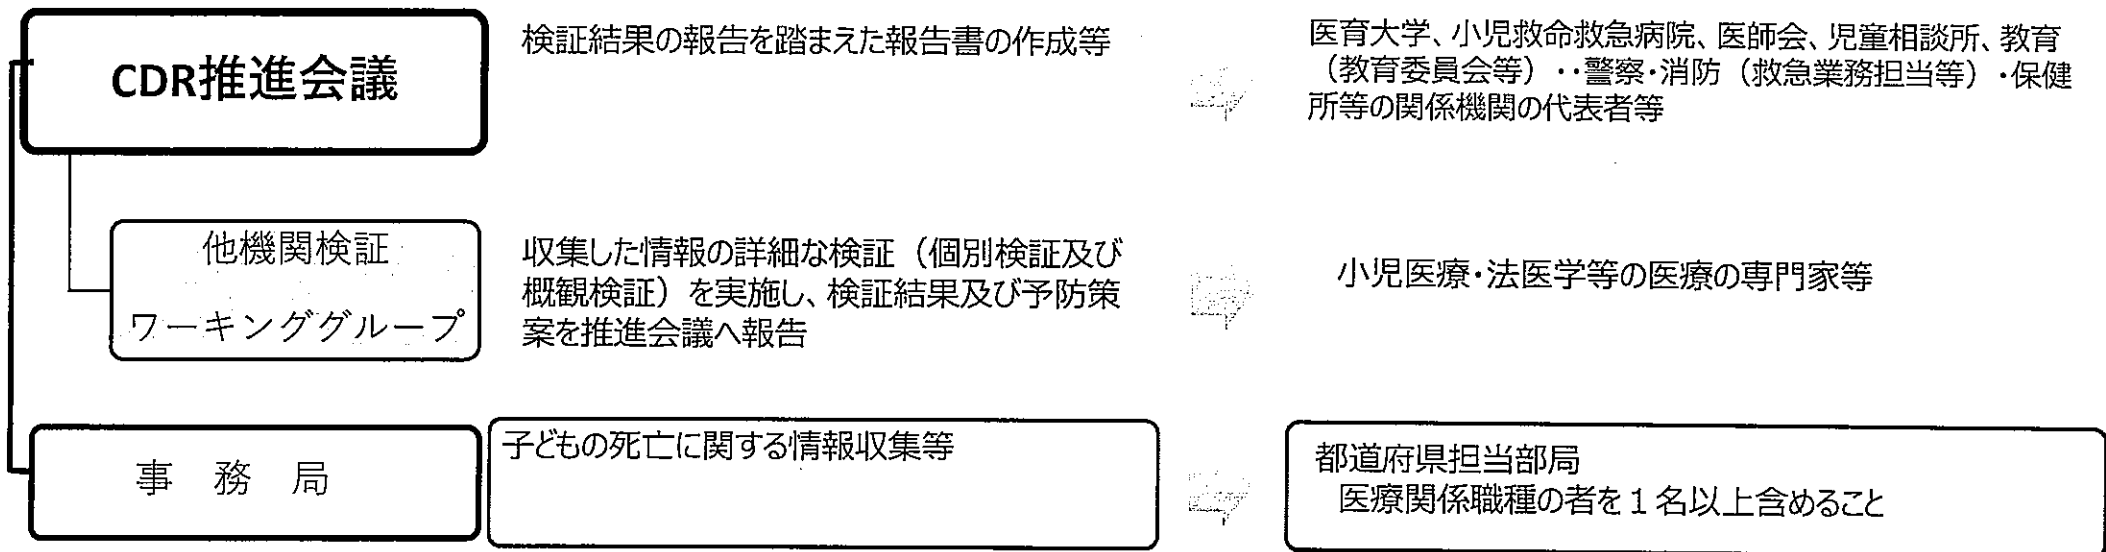 CDR推進会議
検証結果の報告を踏まえた報告書の作成等
医育大学、小児救命救急病院、医師会、児童相談所、教育
(教育委員会等)・・警察・消防(救急業務担当等)・保健
所等の関係機関の代表者等
他機関検証
ワーキンググループ
収集した情報の詳細な検証(個別検証及び
概観検証)を実施し、検証結果及び予防策
案を推進会議へ報告
小児医療・法医学等の医療の専門家等
事 務 局
子どもの死亡に関する情報収集等
都道府県担当部局
医療関係職種の者を1名以上含めること